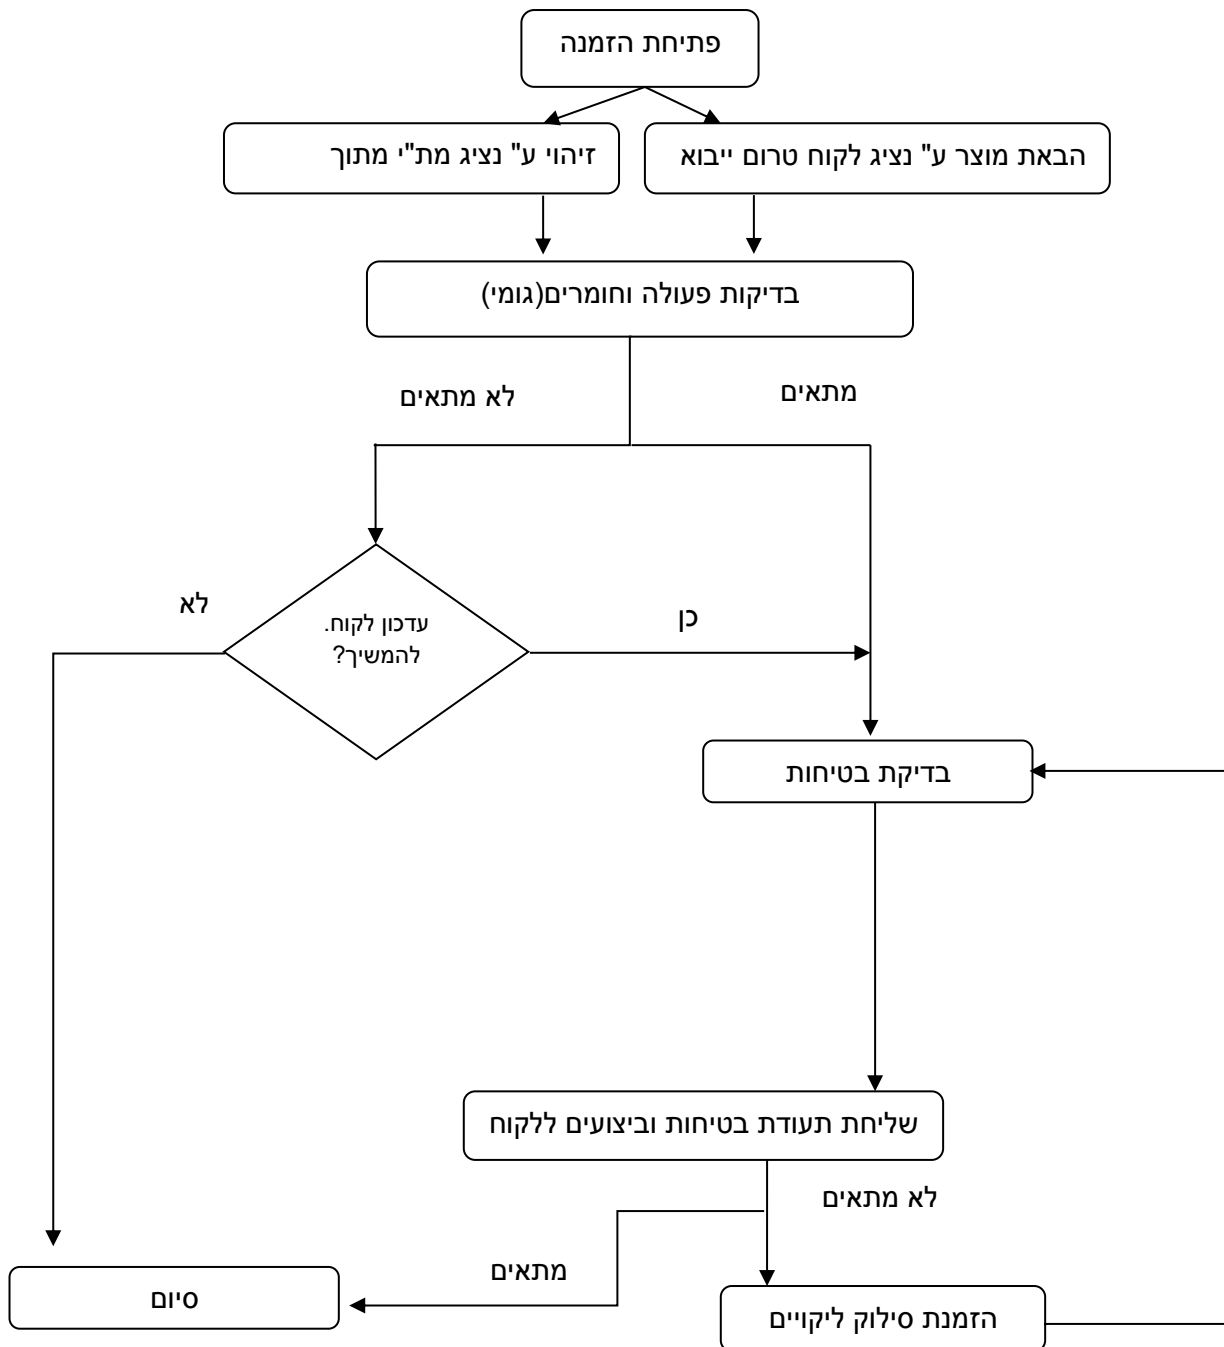 פתיחת הזמנה
הבאת מוצר ע" נציג לקוח טרום ייבוא
זיהוי ע" נציג מת"י מתוך
בדיקות פעולה וחומרים(גומי)
מתאים
לא מתאים
עדכון לקוח.
להמשיך?
כן
לא
בדיקת בטיחות
שליחת תעודת בטיחות וביצועים ללקוח
לא מתאים
מתאים
הזמנת סילוק ליקויים
סיום